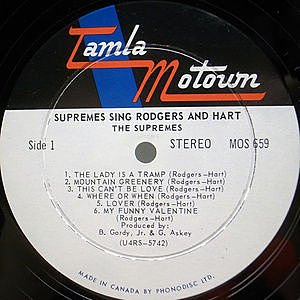 Tamla
Motown
SUPREMES SING RODGERS AND HART
THE SUPREMES
Side 1 STEREO MOS 659
1. THE LADY IS A TRAMP (Rodgers-Hart)
2. MOUNTAIN GREENERY (Rodgers-Hart)
3. THIS CAN'T BE LOVE (Rodgers-Hart)
4. WHERE OR WHEN (Rodgers-Hart)
5. LOVER (Rodgers-Hart)
6. MY FUNNY VALENTINE
(Rodgers-Hart)
Produced by:
B. Gordy, Jr. & G. Askey
(U4RS-5742)
MADE IN CANADA BY PHONODISC LTD.